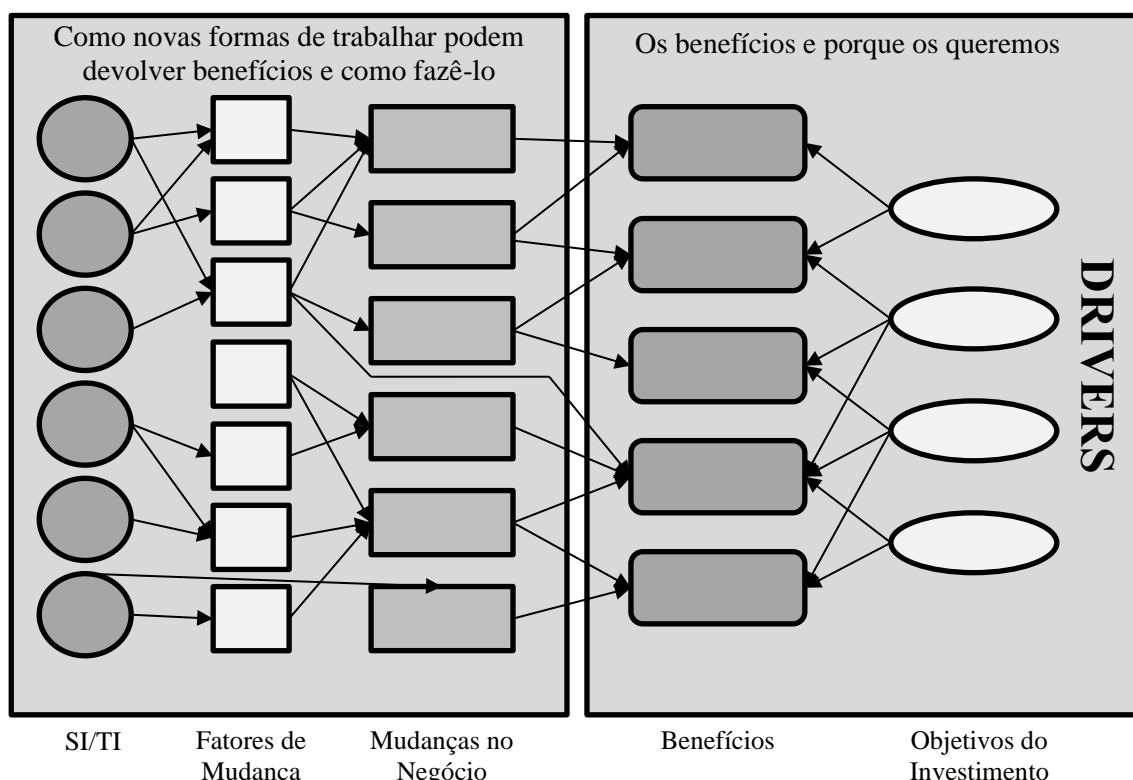 Como novas formas de trabalhar podem
devolver benefícios e como fazê-lo
Os benefícios e porque os queremos
DRIVERS
SI/TI
Fatores de
Mudança
Mudanças no
Negócio
Benefícios
Objetivos do
Investimento